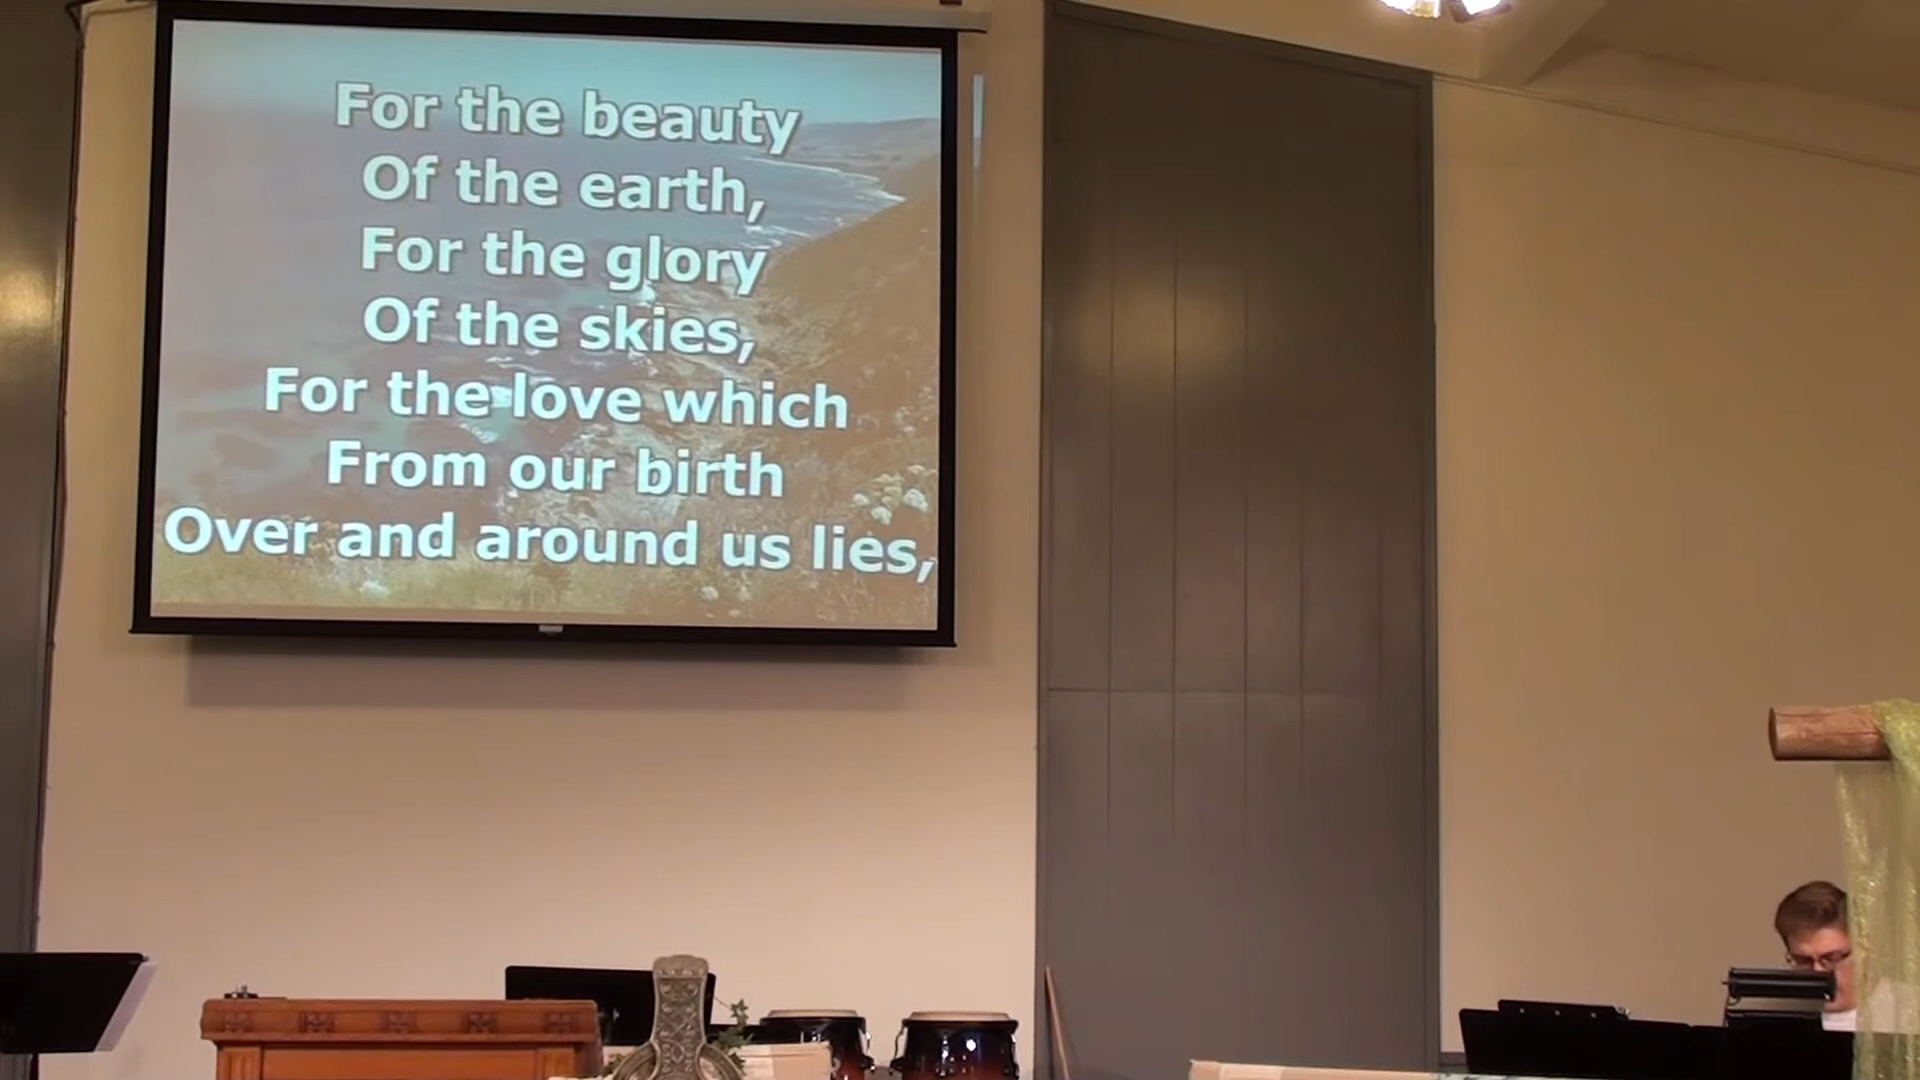 For the beauty
Of the earth,
For the glory
Of the skies,
For the love which
From our birth
Over and around us lies,